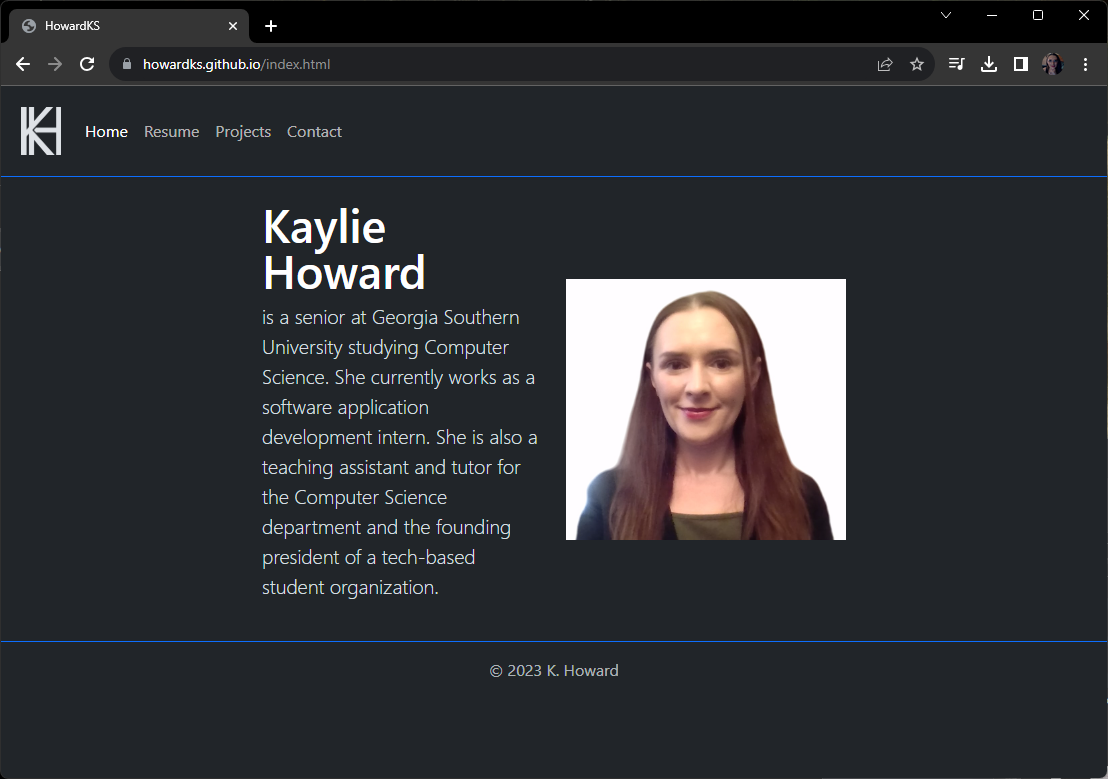 HowardKS
howardks.github.io/index.html
KH Home Resume Projects Contact
Kaylie
Howard
is a senior at Georgia Southern
University studying Computer
Science. She currently works as a
software application
development intern. She is also a
teaching assistant and tutor for
the Computer Science
department and the founding
president of a tech-based
student organization.
© 2023 K. Howard